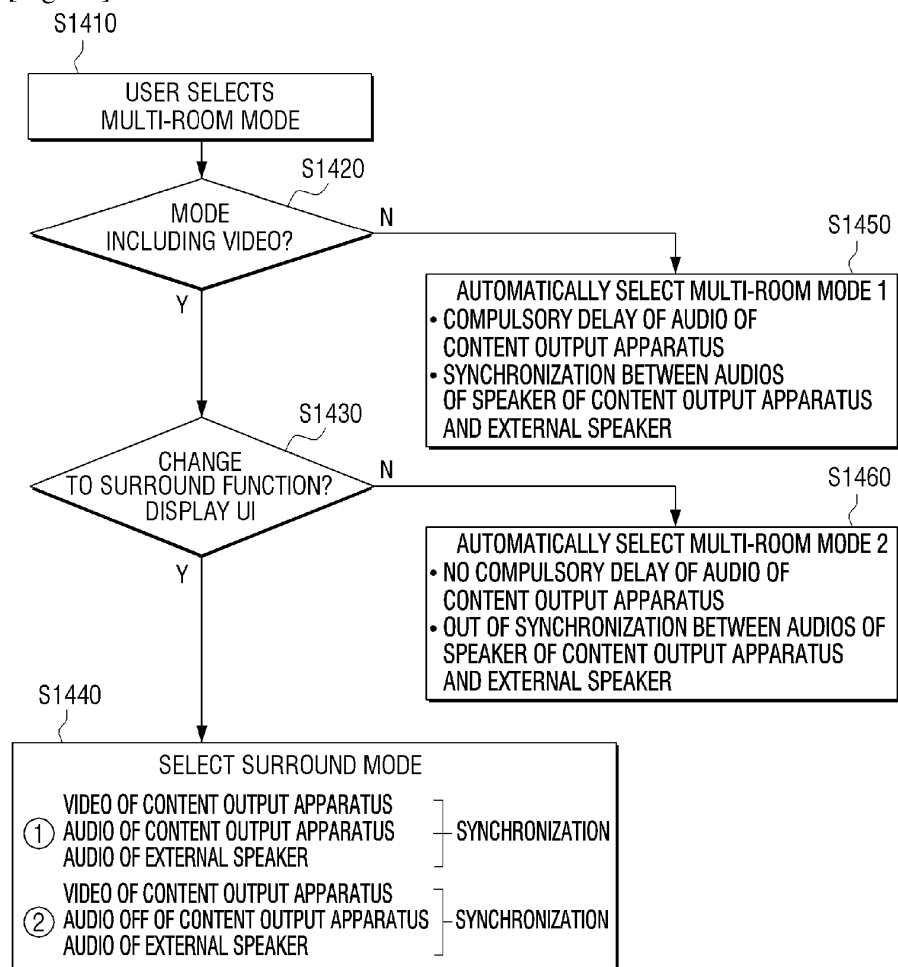 S1410
USER SELECTS
MULTI-ROOM MODE
S1420
MODE
INCLUDING VIDEO?
N
Y
S1450
AUTOMATICALLY SELECT MULTI-ROOM MODE 1
• COMPULSORY DELAY OF AUDIO OF
CONTENT OUTPUT APPARATUS
• SYNCHRONIZATION BETWEEN AUDIOS
OF SPEAKER OF CONTENT OUTPUT APPARATUS
AND EXTERNAL SPEAKER
S1430
CHANGE
TO SURROUND FUNCTION?
DISPLAY UI
N
Y
S1460
AUTOMATICALLY SELECT MULTI-ROOM MODE 2
• NO COMPULSORY DELAY OF AUDIO OF
CONTENT OUTPUT APPARATUS
• OUT OF SYNCHRONIZATION BETWEEN AUDIOS OF
SPEAKER OF CONTENT OUTPUT APPARATUS
AND EXTERNAL SPEAKER
S1440
SELECT SURROUND MODE
VIDEO OF CONTENT OUTPUT APPARATUS
① AUDIO OF CONTENT OUTPUT APPARATUS
AUDIO OF EXTERNAL SPEAKER
SYNCHRONIZATION
VIDEO OF CONTENT OUTPUT APPARATUS
② AUDIO OFF OF CONTENT OUTPUT APPARATUS
AUDIO OF EXTERNAL SPEAKER
SYNCHRONIZATION